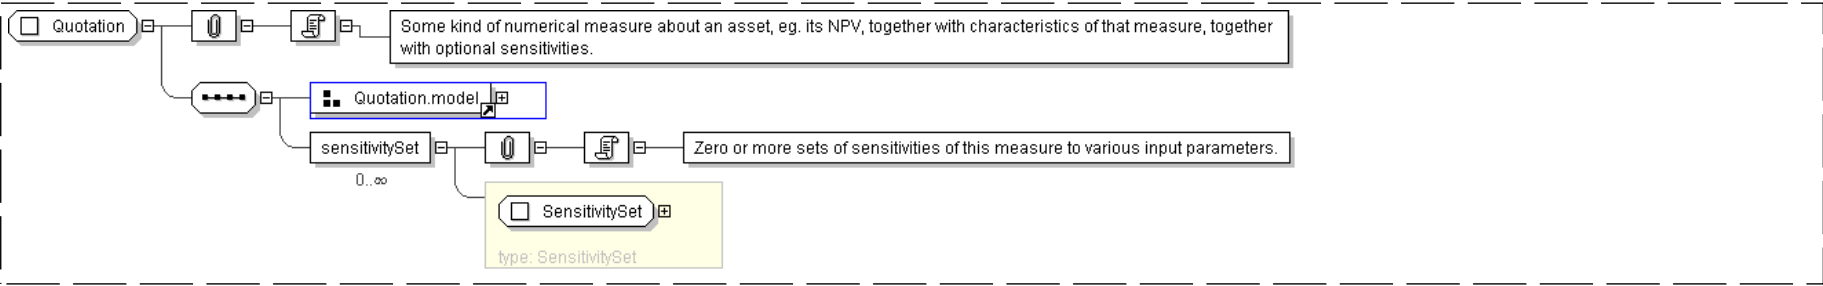 Quotation
Some kind of numerical measure about an asset, eg. its NPV, together with characteristics of that measure, together
with optional sensitivities.
Quotation.model
sensitivitySet
Zero or more sets of sensitivities of this measure to various input parameters.
0..∞
SensitivitySet
type: SensitivitySet